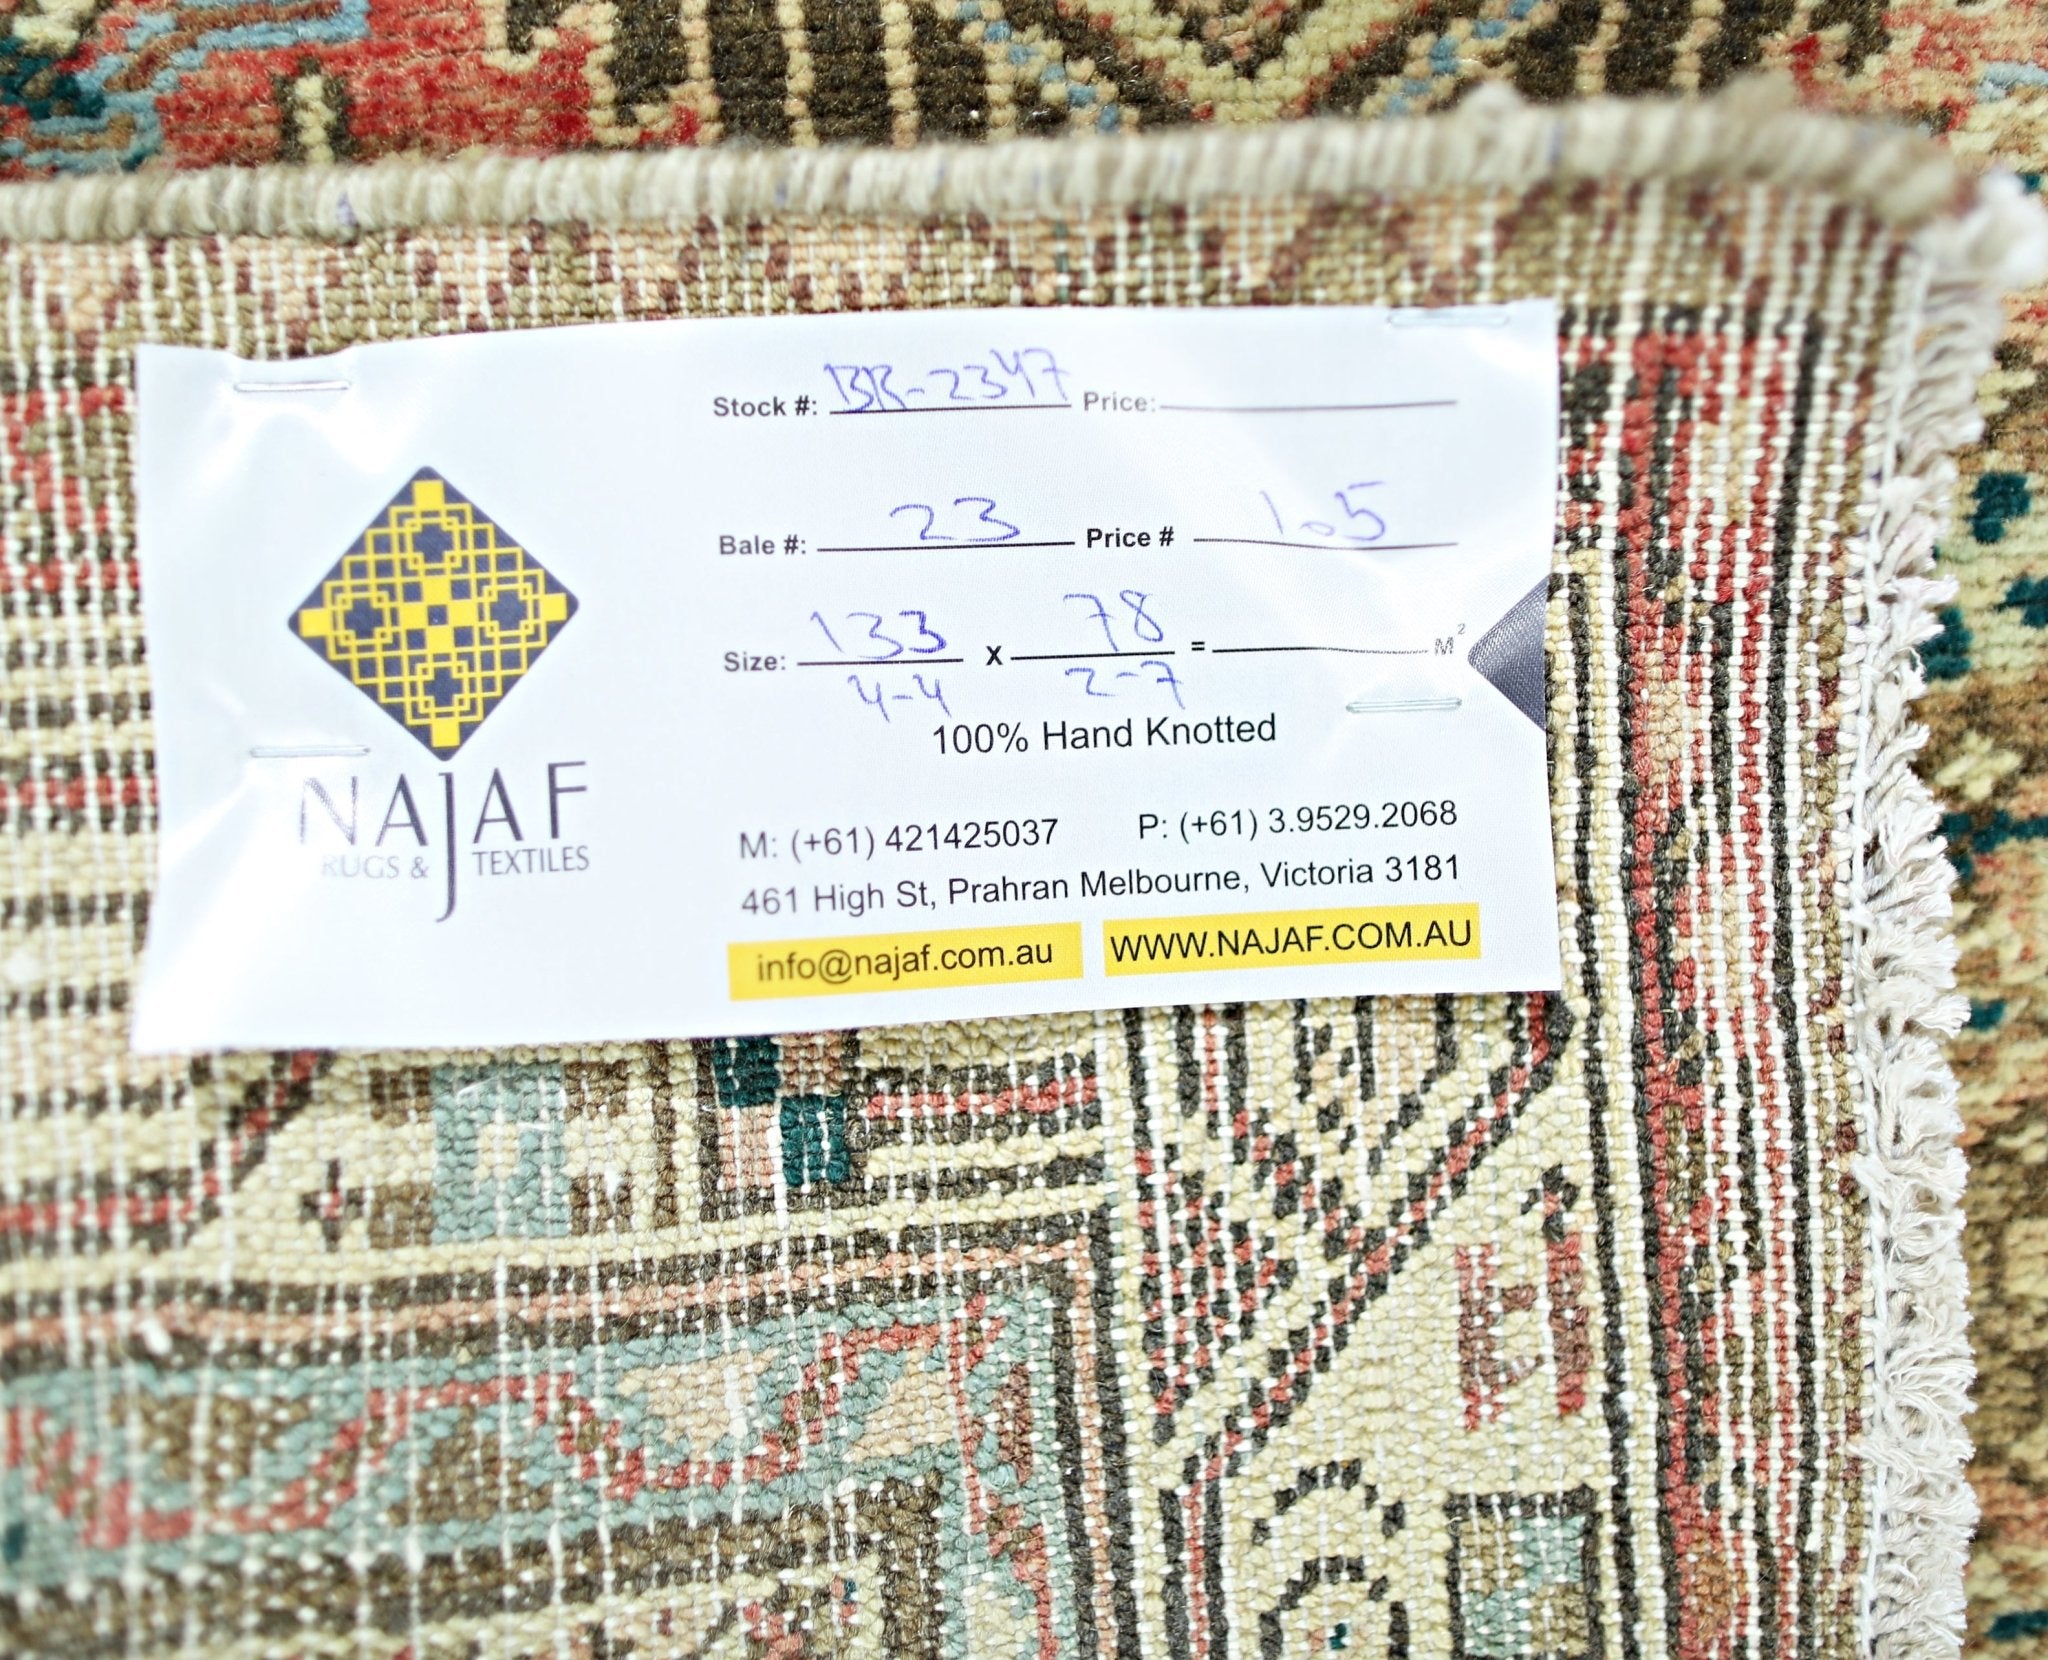 Stock #: BR-2347 Price:
Bale #: 23 Price # 1.5
Size: 133 x 78 = M²
4-4 2-7
100% Hand Knotted
NAJAF
RUGS & TEXTILES
M: (+61) 421425037 P: (+61) 3.9529.2068
461 High St, Prahran Melbourne, Victoria 3181
info@najaf.com.au WWW.NAJAF.COM.AU